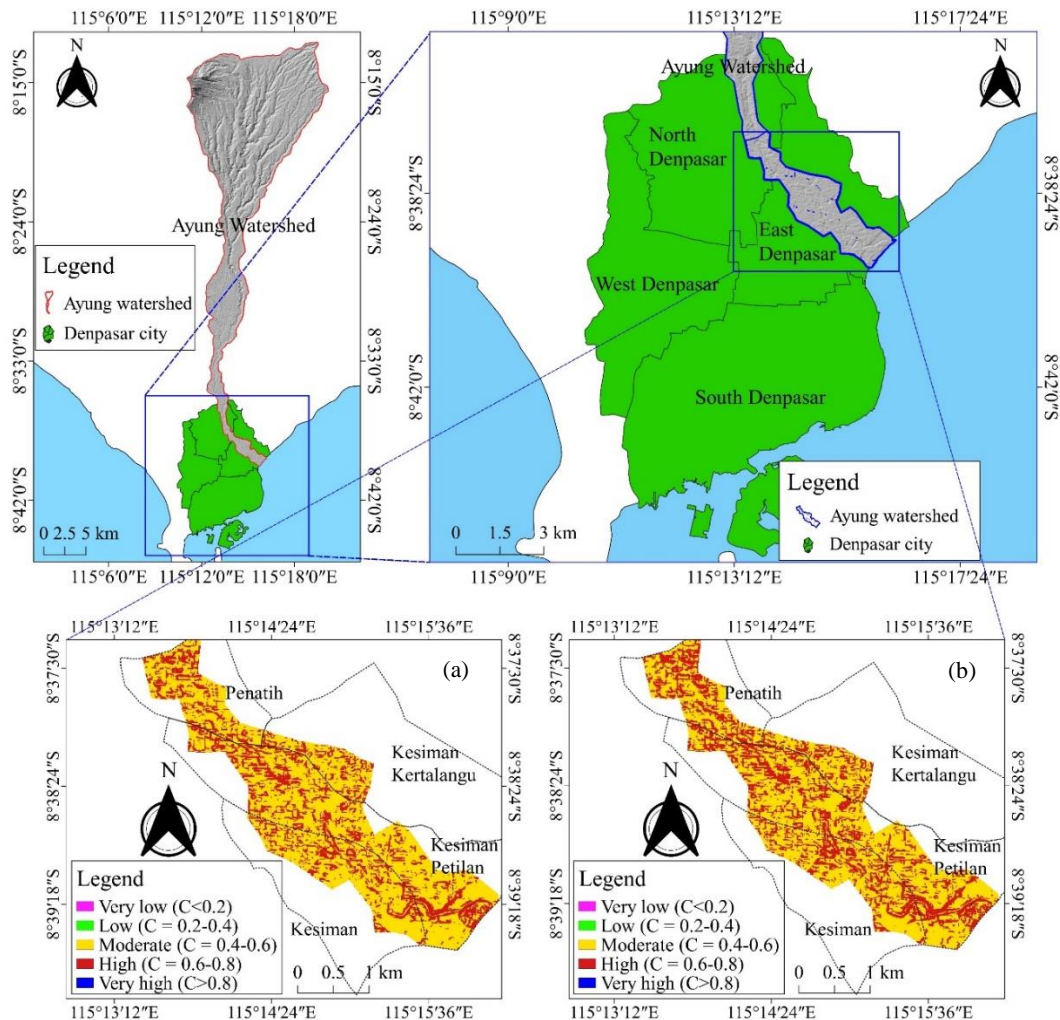 115°6'0"E
115°12'0"E
115°18'0"E
N
8°15'0"S
8°15'0"S
Ayung Watershed
8°24'0"S
8°24'0"S
Legend
Ayung watershed
Denpasar city
8°33'0"S
8°33'0"S
8°42'0"S
8°42'0"S
0 2.5 5 km
115°6'0"E
115°12'0"E
115°18'0"E
115°9'0"E
115°13'12"E
115°17'24"E
N
Ayung Watershed
North
Denpasar
8°38'24"S
8°38'24"S
East
Denpasar
West Denpasar
8°42'0"S
8°42'0"S
South Denpasar
Legend
Ayung watershed
Denpasar city
0 1.5 3 km
115°9'0"E
115°13'12"E
115°17'24"E
115°13'12"E
115°14'24"E
115°15'36"E
(a)
8°37'30"S
8°37'30"S
Penatih
Kesiman
Kertalangu
N
8°38'24"S
8°38'24"S
Kesiman
Petilan
Legend
Very low (C<0.2)
Low (C = 0.2-0.4)
Moderate (C = 0.4-0.6)
High (C = 0.6-0.8)
Very high (C>0.8)
8°39'18"S
8°39'18"S
Kesiman
0 0.5 1 km
115°13'12"E
115°14'24"E
115°15'36"E
115°13'12"E
115°14'24"E
115°15'36"E
(b)
8°37'30"S
8°37'30"S
Penatih
Kesiman
Kertalangu
N
8°38'24"S
8°38'24"S
Kesiman
Petilan
Legend
Very low (C<0.2)
Low (C = 0.2-0.4)
Moderate (C = 0.4-0.6)
High (C = 0.6-0.8)
Very high (C>0.8)
8°39'18"S
8°39'18"S
Kesiman
0 0.5 1 km
115°13'12"E
115°14'24"E
115°15'36"E